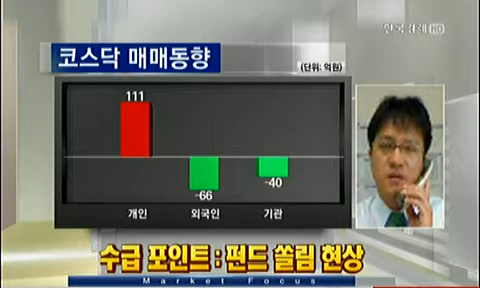 한국경제 HD
코스닥 매매동향
(단위: 억원)
111
-66
-40
개인 외국인 기관
수급 포인트 : 펀드 쏠림 현상
Market Focus